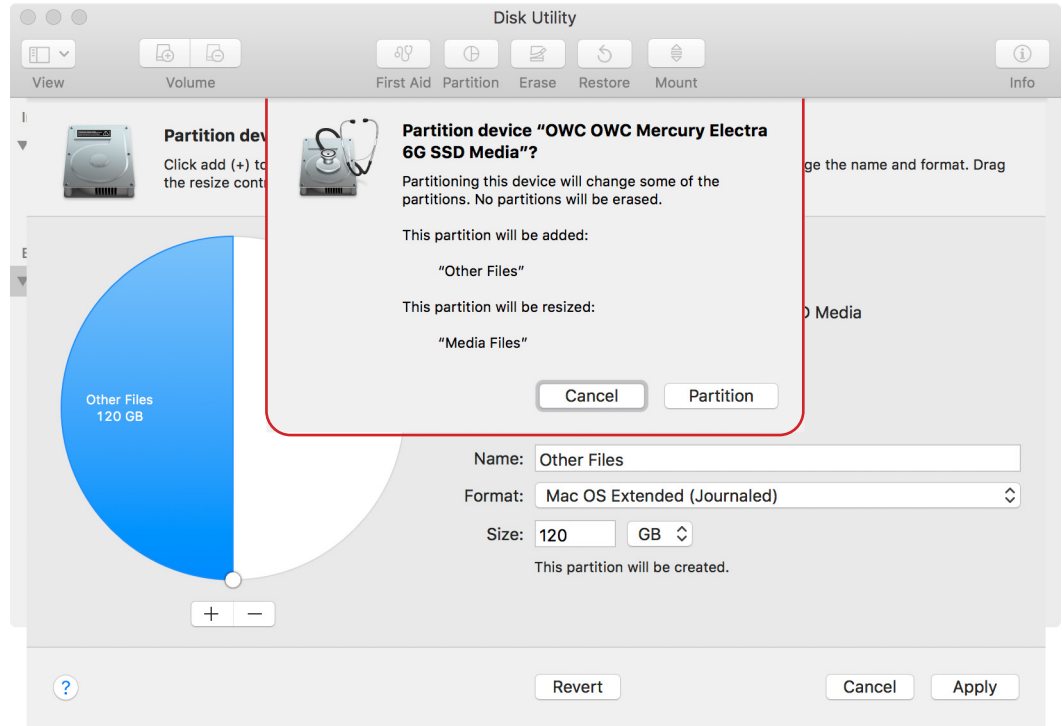 Disk Utility
View
Volume
First Aid
Partition
Erase
Restore
Mount
Info
Partition dev
Click add (+) to
the resize conti
ge the name and format. Drag
Partition device “OWC OWC Mercury Electra
6G SSD Media”?
Partitioning this device will change some of the
partitions. No partitions will be erased.
This partition will be added:
“Other Files”
This partition will be resized:
“Media Files”
Cancel
Partition
Media
Other Files
120 GB
Name:
Other Files
Format:
Mac OS Extended (Journaled)
Size:
120
GB
This partition will be created.
+
−
?
Revert
Cancel
Apply